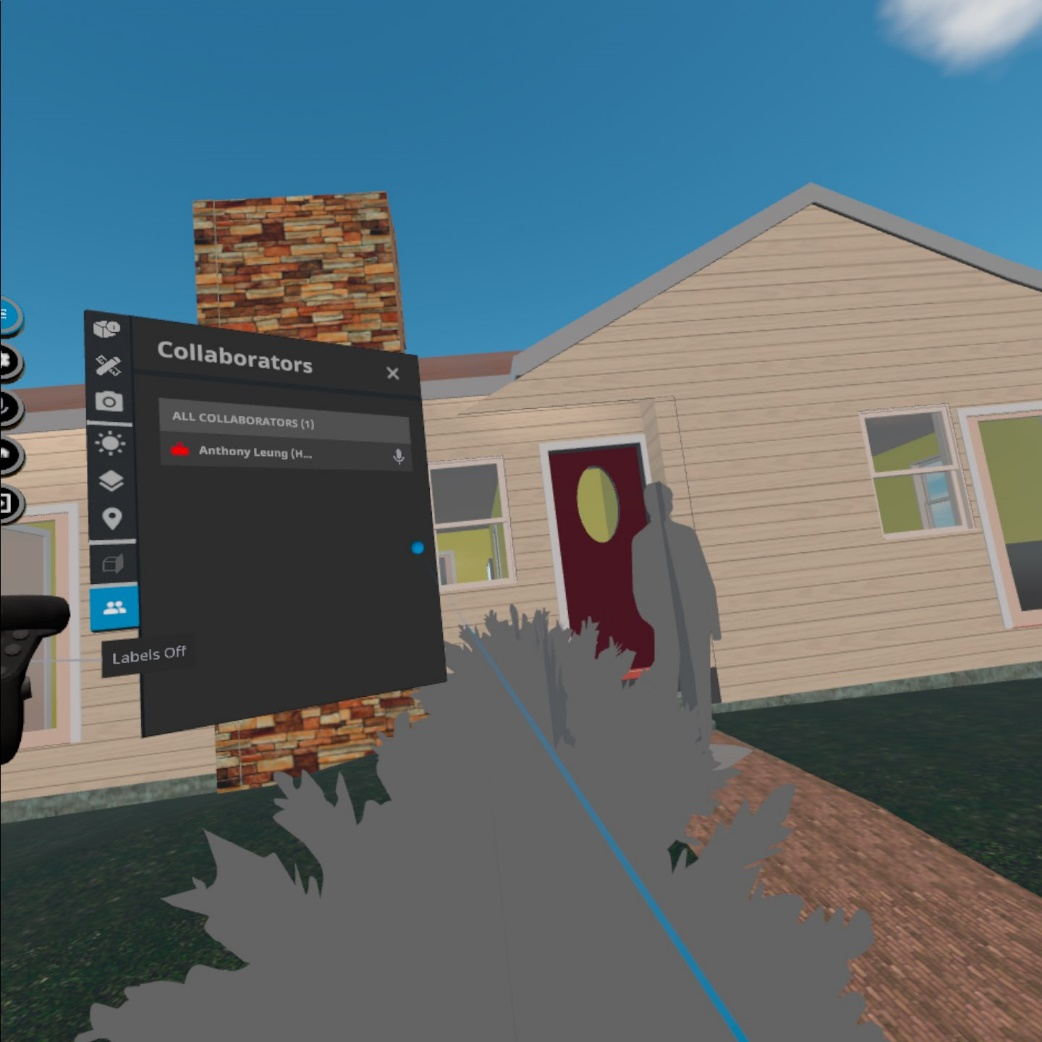 Collaborators
ALL COLLABORATORS (1)
Anthony Leung (H...
Labels Off